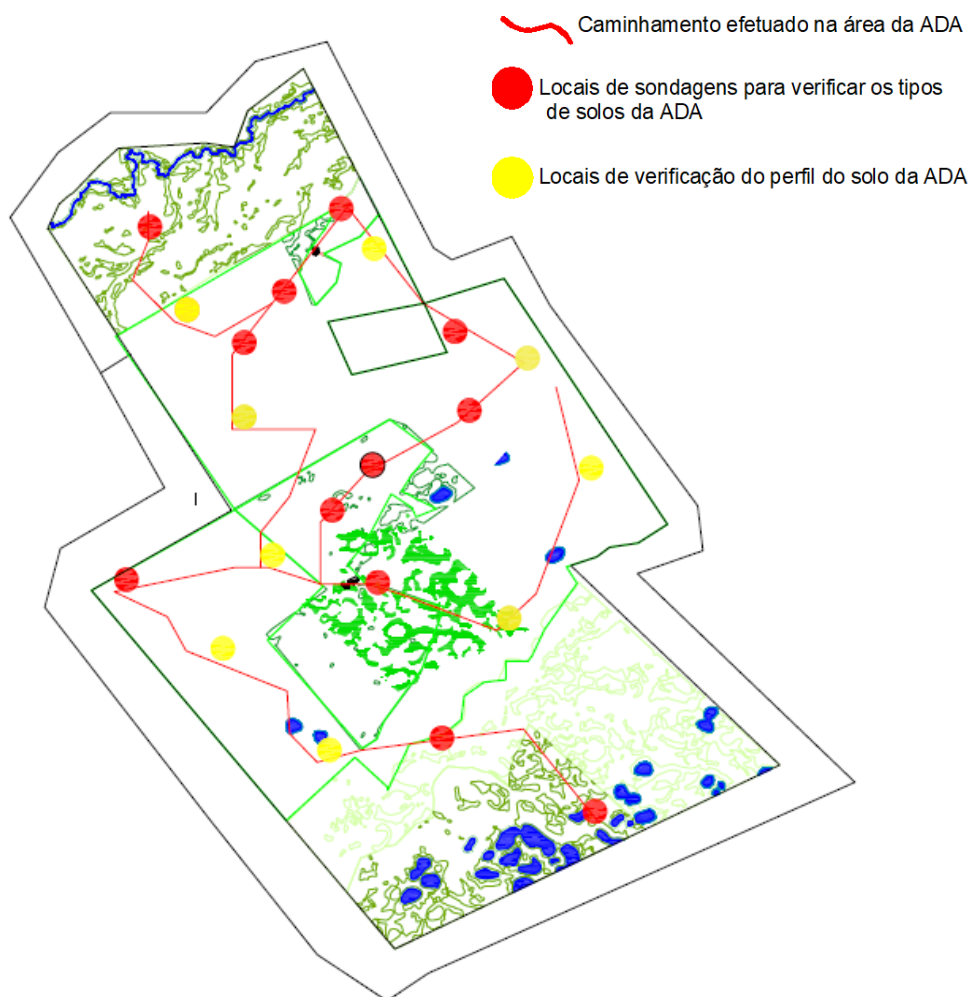 Caminhamento efetuado na área da ADA
Locais de sondagens para verificar os tipos
de solos da ADA
Locais de verificação do perfil do solo da ADA